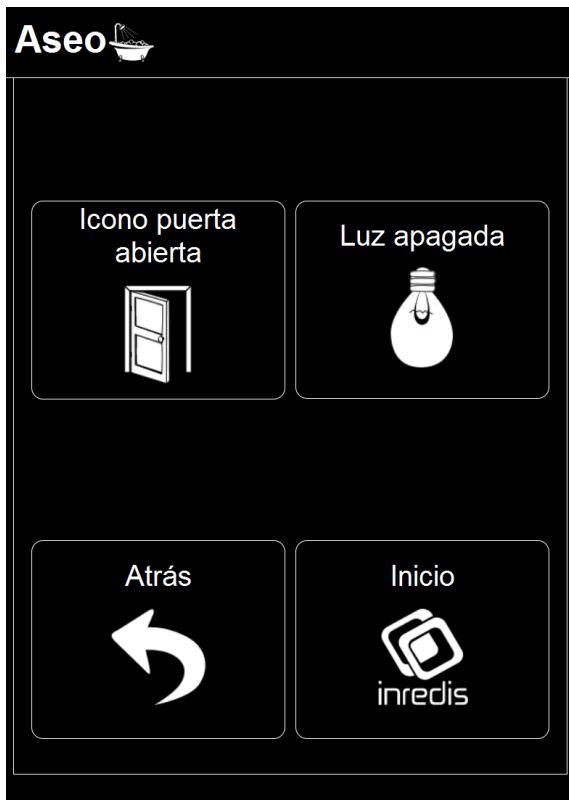 Aseo
Icono puerta
abierta
Luz apagada
Atrás
Inicio
inredis